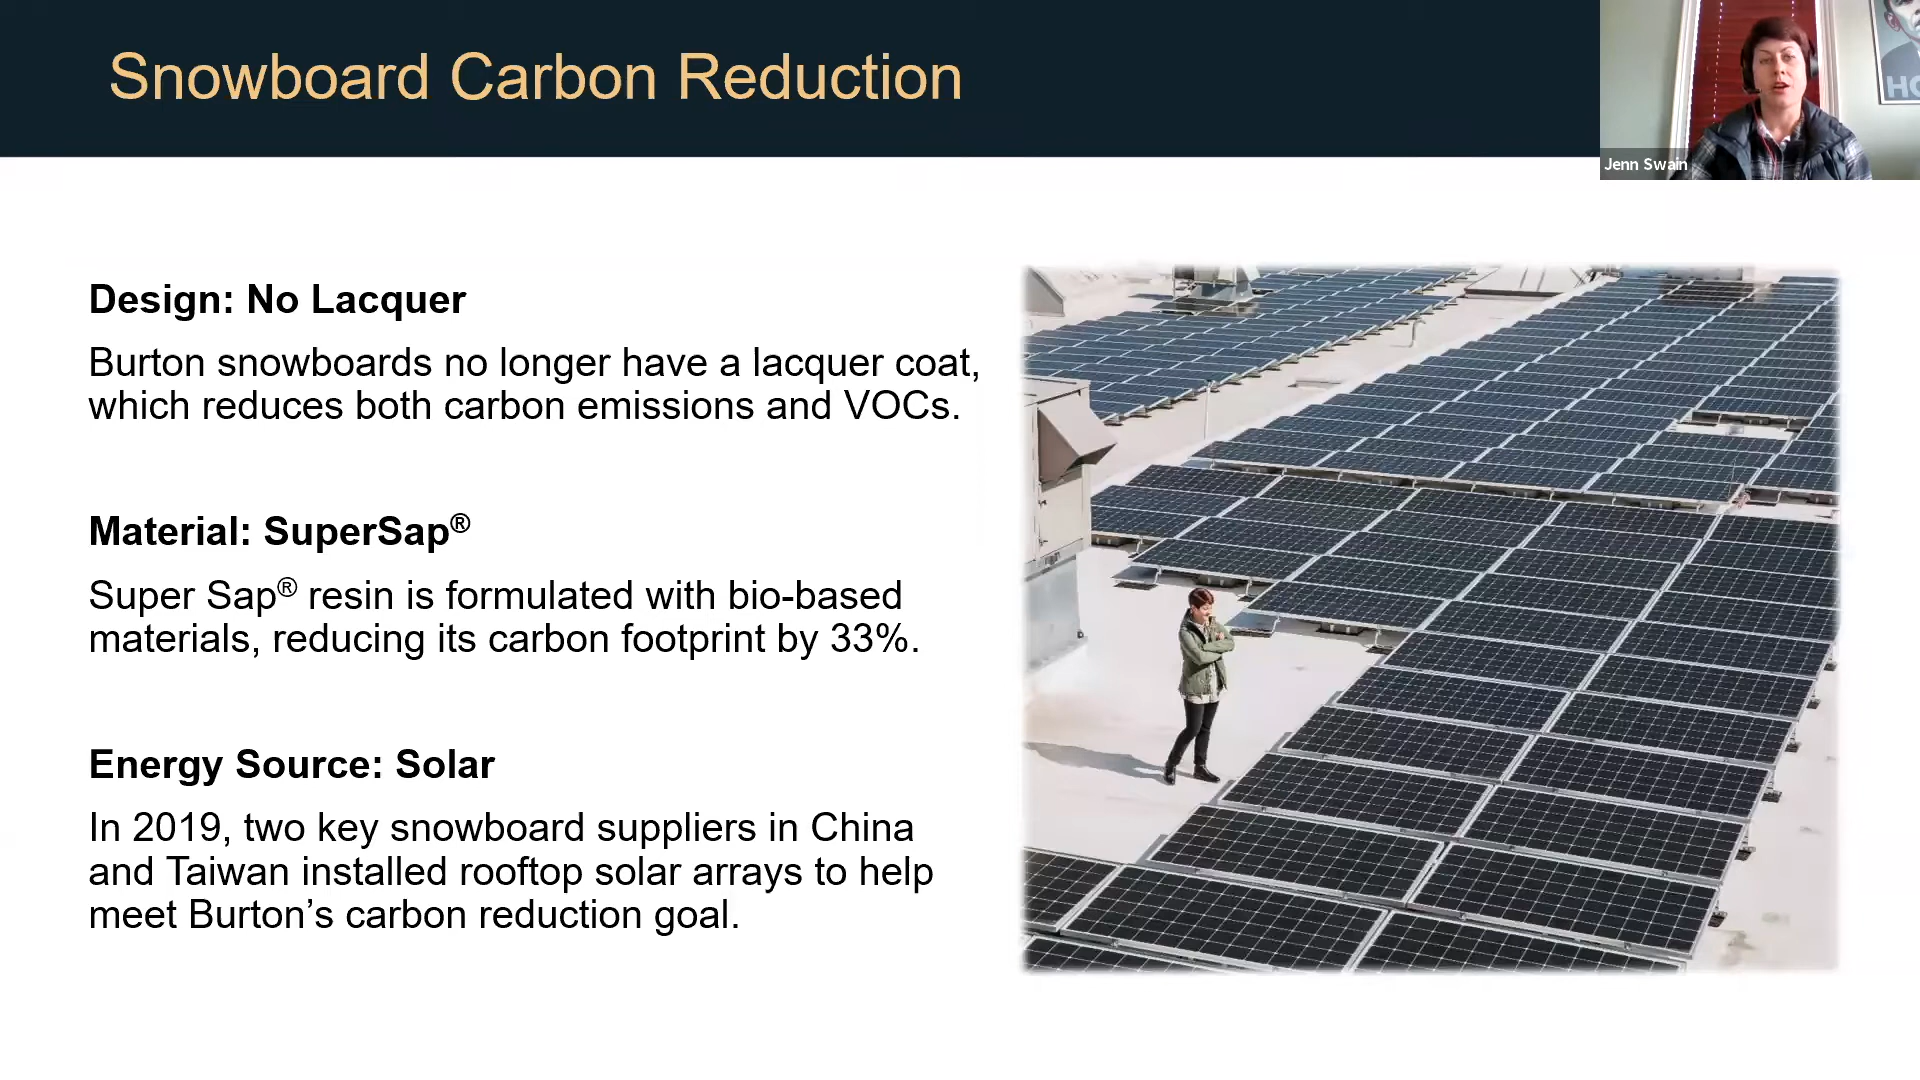 Snowboard Carbon Reduction
HO
Jenn Swain
Design: No Lacquer
Burton snowboards no longer have a lacquer coat,
which reduces both carbon emissions and VOCs.
Material: SuperSap®
Super Sap® resin is formulated with bio-based
materials, reducing its carbon footprint by 33%.
Energy Source: Solar
In 2019, two key snowboard suppliers in China
and Taiwan installed rooftop solar arrays to help
meet Burton’s carbon reduction goal.